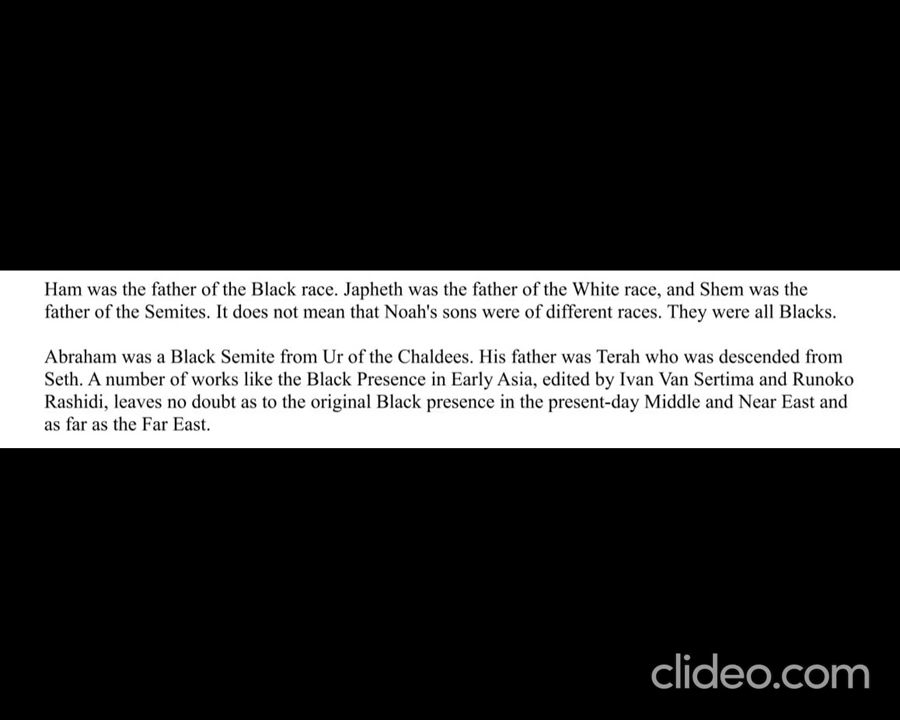 Ham was the father of the Black race. Japheth was the father of the White race, and Shem was the
father of the Semites. It does not mean that Noah's sons were of different races. They were all Blacks.
Abraham was a Black Semite from Ur of the Chaldees. His father was Terah who was descended from
Seth. A number of works like the Black Presence in Early Asia, edited by Ivan Van Sertima and Runoko
Rashidi, leaves no doubt as to the original Black presence in the present-day Middle and Near East and
as far as the Far East.
clideo.com